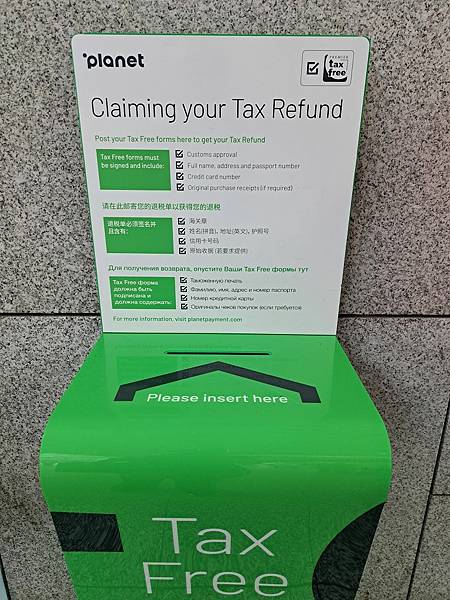 planet
PREMIER
tax
free
Claiming your Tax Refund
Post your Tax Free forms here to get your Tax Refund
Tax Free forms must
be signed and include:
Customs approval
Full name, address and passport number
Credit card number
Original purchase receipts (if required)
请在此邮寄您的退税单以获得您的退税
退税单必须签名并
且含有:
海关章
姓名(拼音), 地址(英文), 护照号
信用卡号码
原始收据 (若要求提供)
Для получения возврата, опустите Ваши Tax Free формы тут
Tax Free форма
должна быть
подписана и
должна содержать:
Таможенную печать
Фамилию, имя, адрес и номер паспорта
Номер кредитной карты
Оригиналы чеков покупок если требуется
For more information, visit planetpayment.com
Please insert here
Tax
Free